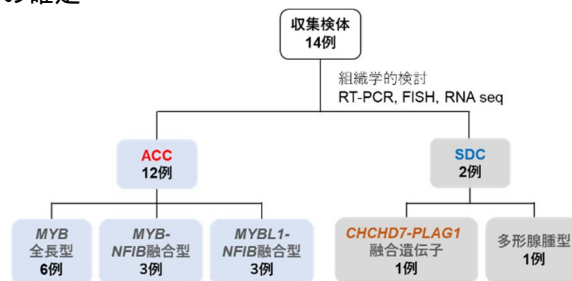 の確定
収集検体
14例
組織学的検討
RT-PCR, FISH, RNA seq
ACC
12例
SDC
2例
MYB
全長型
6例
MYB-
NFIB融合型
3例
MYBL1-
NFIB融合型
3例
CHCHD7-PLAG1
融合遺伝子
1例
多形腺腫型
1例